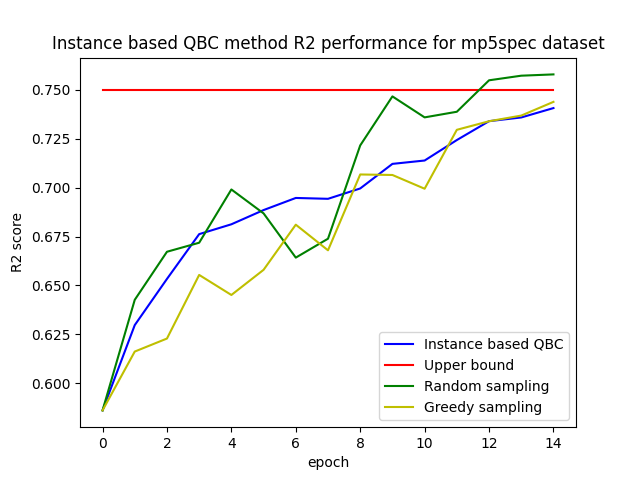 Instance based QBC method R2 performance for mp5spec dataset
0.750
0.725
0.700
0.675
0.650
0.625
0.600
R2 score
Instance based QBC
Upper bound
Random sampling
Greedy sampling
0 2 4 6 8 10 12 14
epoch